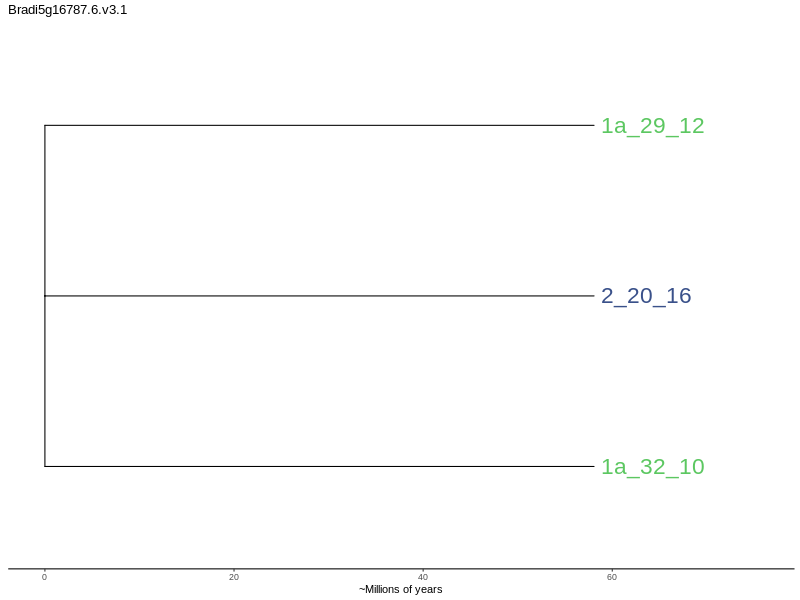 Bradi5g16787.6.v3.1
1a_29_12
2_20_16
1a_32_10
0 20 40 60
~Millions of years